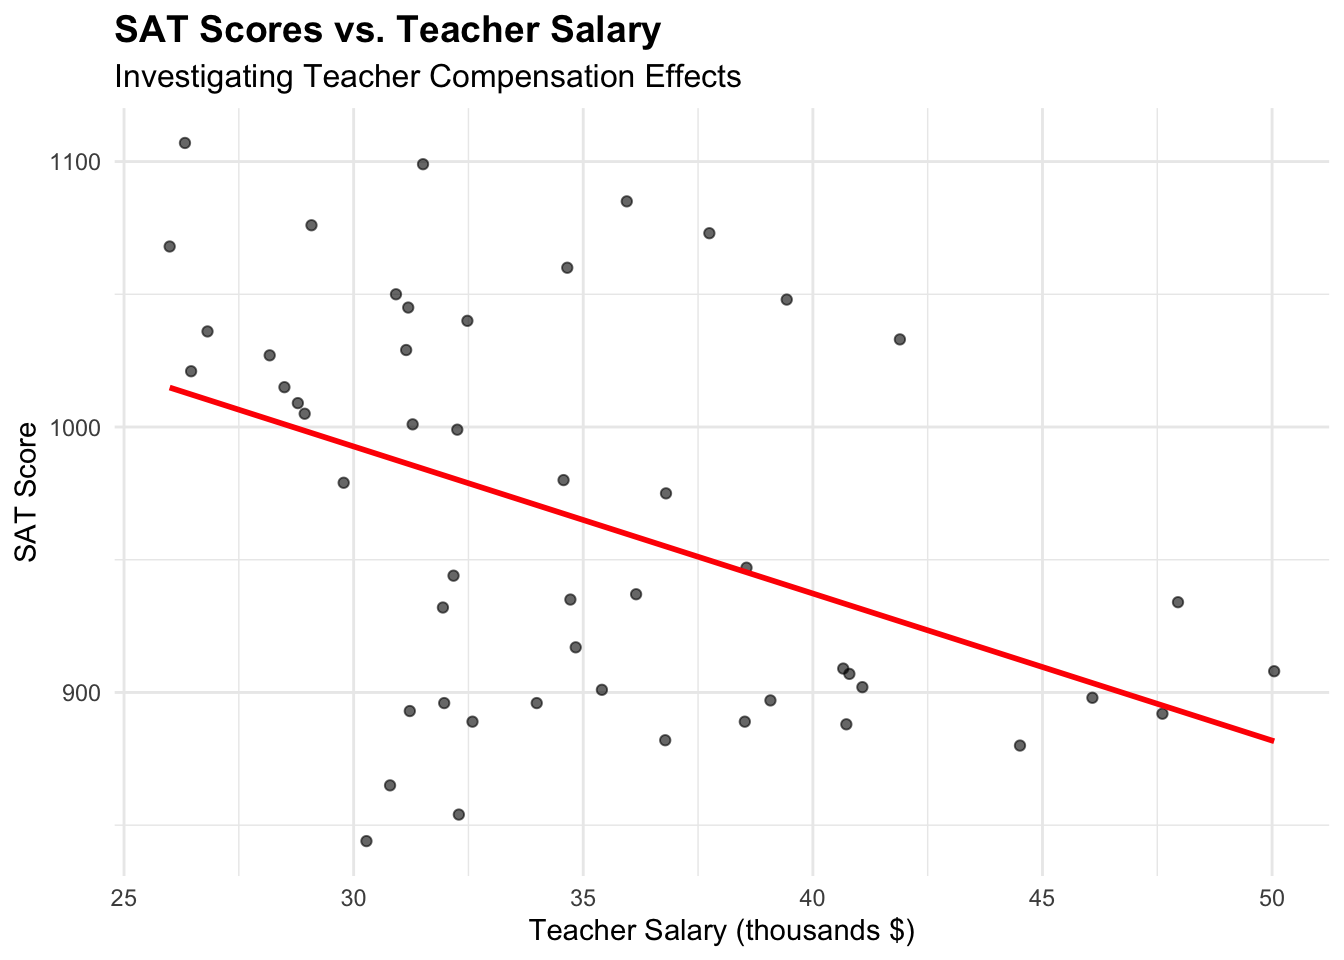 SAT Scores vs. Teacher Salary
Investigating Teacher Compensation Effects
SAT Score
1100
1000
900
25 30 35 40 45 50
Teacher Salary (thousands $)